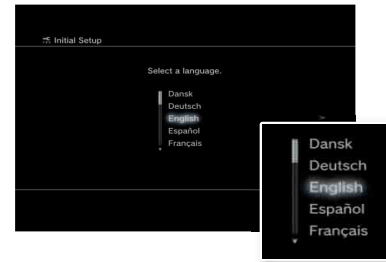 Initial Setup
Select a language.
Dansk
Deutsch
English
Español
Français
Dansk
Deutsch
English
Español
Français